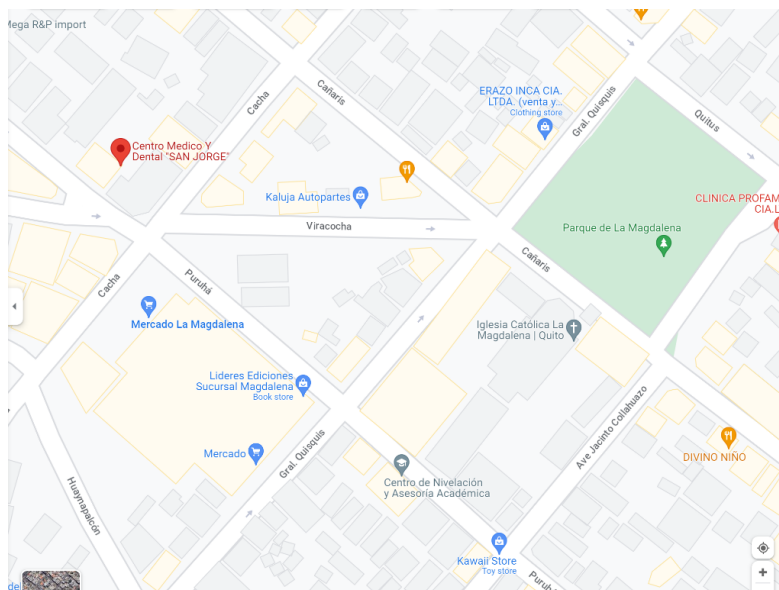 Mega R&P import
Cañaris
Cacha
ERAZO INCA CIA.
LTDA. (venta y...
Clothing store
Gral. Quisquis
Quitus
Centro Medico Y
Dental "SAN JORGE"
Kaluja Autopartes
CLINICA PROFAM
CIA.L
Viracocha
Parque de La Magdalena
Cañaris
Cacha
Puruhá
Mercado La Magdalena
Iglesia Católica La
Magdalena | Quito
Lideres Ediciones
Sucursal Magdalena
Book store
Ave Jacinto Collahuazo
Mercado
Gral. Quisquis
DIVINO NIÑO
Centro de Nivelación
y Asesoría Académica
Huaynapalcón
Kawaii Store
Toy store
Puruhá
del